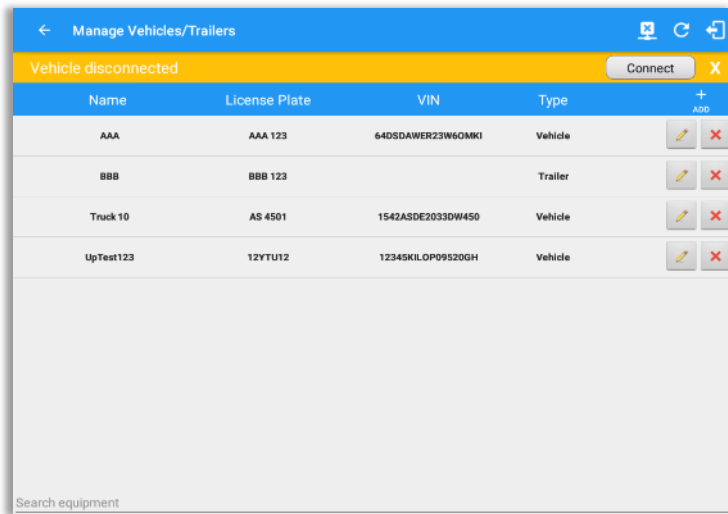 Manage Vehicles/Trailers
Vehicle disconnected Connect X
Name License Plate VIN Type + ADD
AAA AAA 123 64DSDAWER23W6OMKI Vehicle
BBB BBB 123 Trailer
Truck 10 AS 4501 1542ASDE2033DW450 Vehicle
UpTest123 12YTU12 12345KILOP09520GH Vehicle
Search equipment